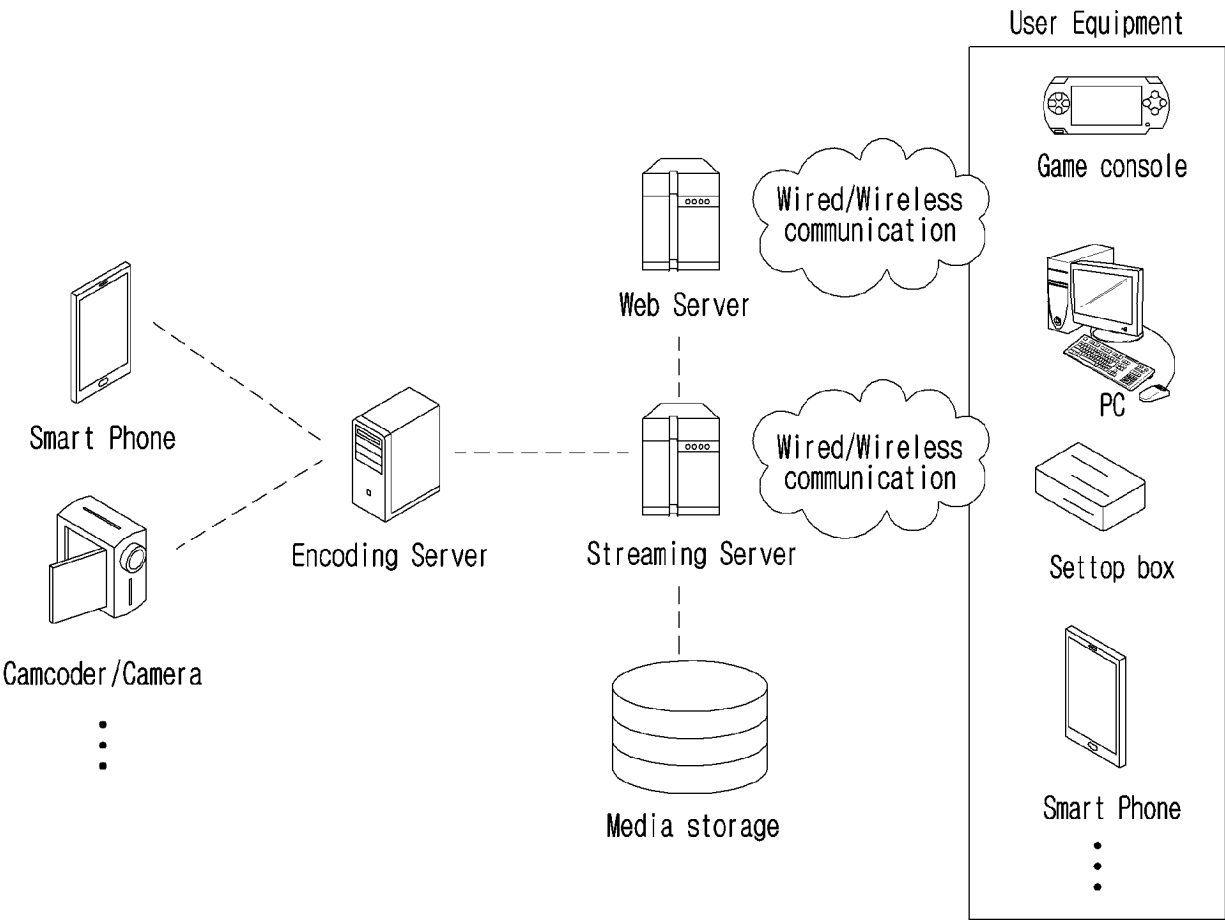 User Equipment
Game console
Wired/Wireless
communication
Web Server
PC
Smart Phone
Wired/Wireless
communication
Encoding Server
Streaming Server
Settop box
Camcoder/Camera
Media storage
Smart Phone